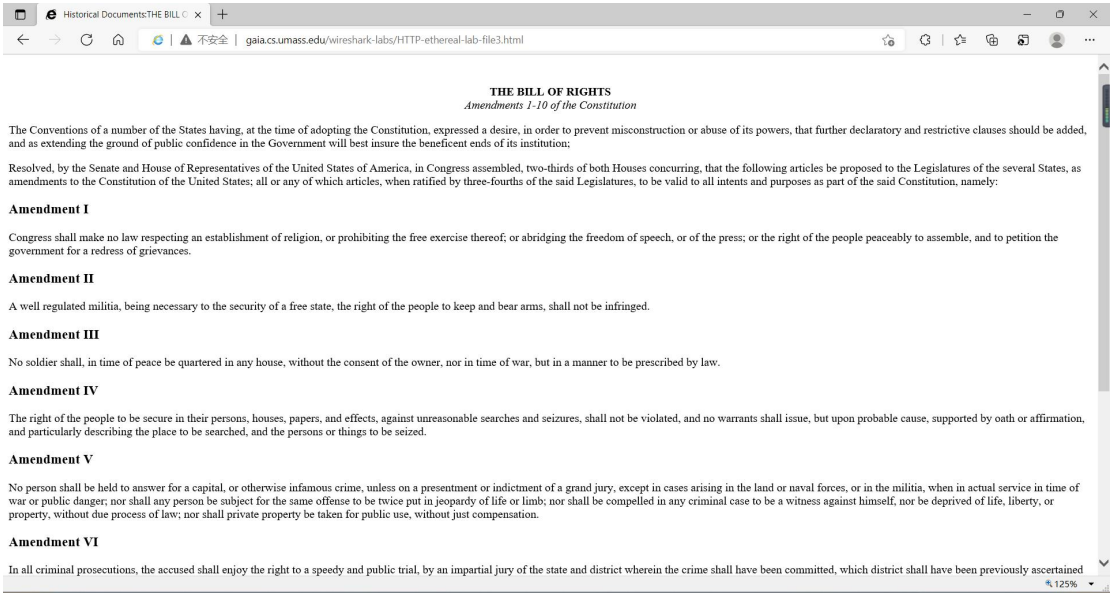 Historical Documents:THE BILL O
不安全
gaia.cs.umass.edu/wireshark-labs/HTTP-ethereal-lab-file3.html
THE BILL OF RIGHTS
Amendments 1-10 of the Constitution
The Conventions of a number of the States having, at the time of adopting the Constitution, expressed a desire, in order to prevent misconstruction or abuse of its powers, that further declaratory and restrictive clauses should be added,
and as extending the ground of public confidence in the Government will best insure the beneficent ends of its institution;
Resolved, by the Senate and House of Representatives of the United States of America, in Congress assembled, two-thirds of both Houses concurring, that the following articles be proposed to the Legislatures of the several States, as
amendments to the Constitution of the United States; all or any of which articles, when ratified by three-fourths of the said Legislatures, to be valid to all intents and purposes as part of the said Constitution, namely:
Amendment I
Congress shall make no law respecting an establishment of religion, or prohibiting the free exercise thereof; or abridging the freedom of speech, or of the press; or the right of the people peaceably to assemble, and to petition the
government for a redress of grievances.
Amendment II
A well regulated militia, being necessary to the security of a free state, the right of the people to keep and bear arms, shall not be infringed.
Amendment III
No soldier shall, in time of peace be quartered in any house, without the consent of the owner, nor in time of war, but in a manner to be prescribed by law.
Amendment IV
The right of the people to be secure in their persons, houses, papers, and effects, against unreasonable searches and seizures, shall not be violated, and no warrants shall issue, but upon probable cause, supported by oath or affirmation,
and particularly describing the place to be searched, and the persons or things to be seized.
Amendment V
No person shall be held to answer for a capital, or otherwise infamous crime, unless on a presentment or indictment of a grand jury, except in cases arising in the land or naval forces, or in the militia, when in actual service in time of
war or public danger; nor shall any person be subject for the same offense to be twice put in jeopardy of life or limb; nor shall be compelled in any criminal case to be a witness against himself, nor be deprived of life, liberty, or
property, without due process of law; nor shall private property be taken for public use, without just compensation.
Amendment VI
In all criminal prosecutions, the accused shall enjoy the right to a speedy and public trial, by an impartial jury of the state and district wherein the crime shall have been committed, which district shall have been previously ascertained
125%